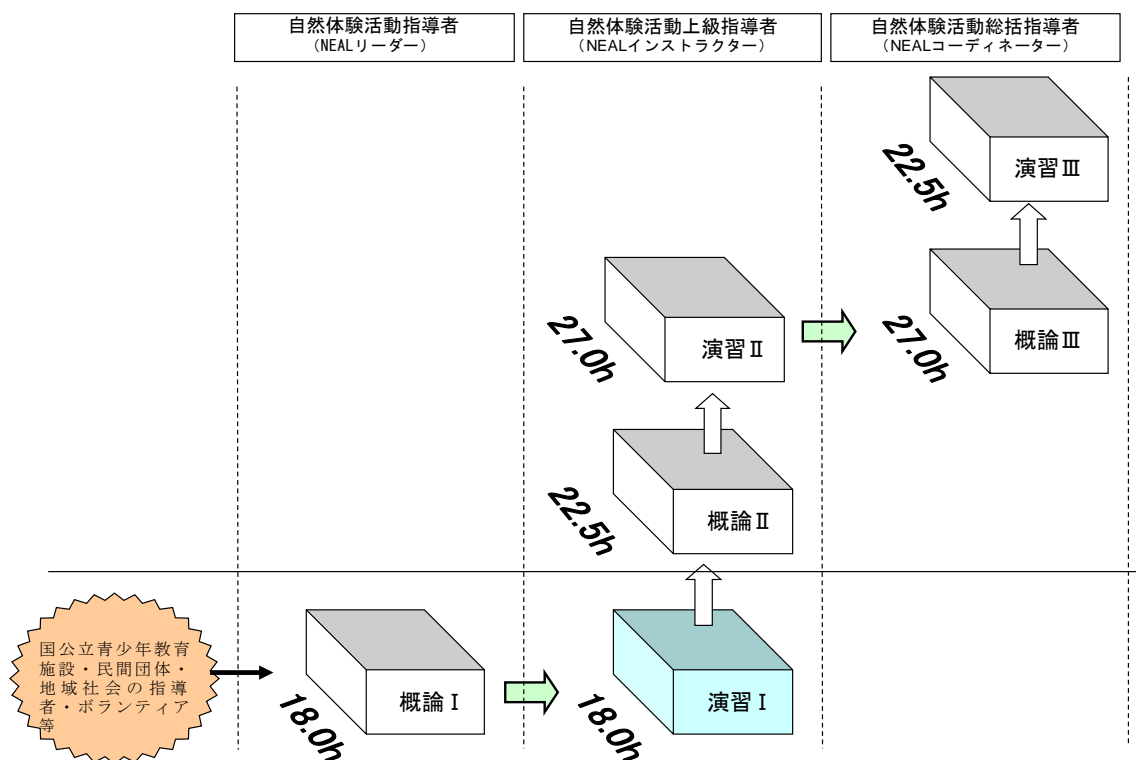 自然体験活動指導者
(NEALリーダー)
自然体験活動上級指導者
(NEALインストラクター)
自然体験活動総括指導者
(NEALコーディネーター)
演習Ⅲ
22.5h
概論Ⅲ
27.0h
演習Ⅱ
27.0h
概論Ⅱ
22.5h
国公立青少年教育
施設・民間団体・
地域社会の指導
者・ボランティア
等
概論Ⅰ
18.0h
演習Ⅰ
18.0h